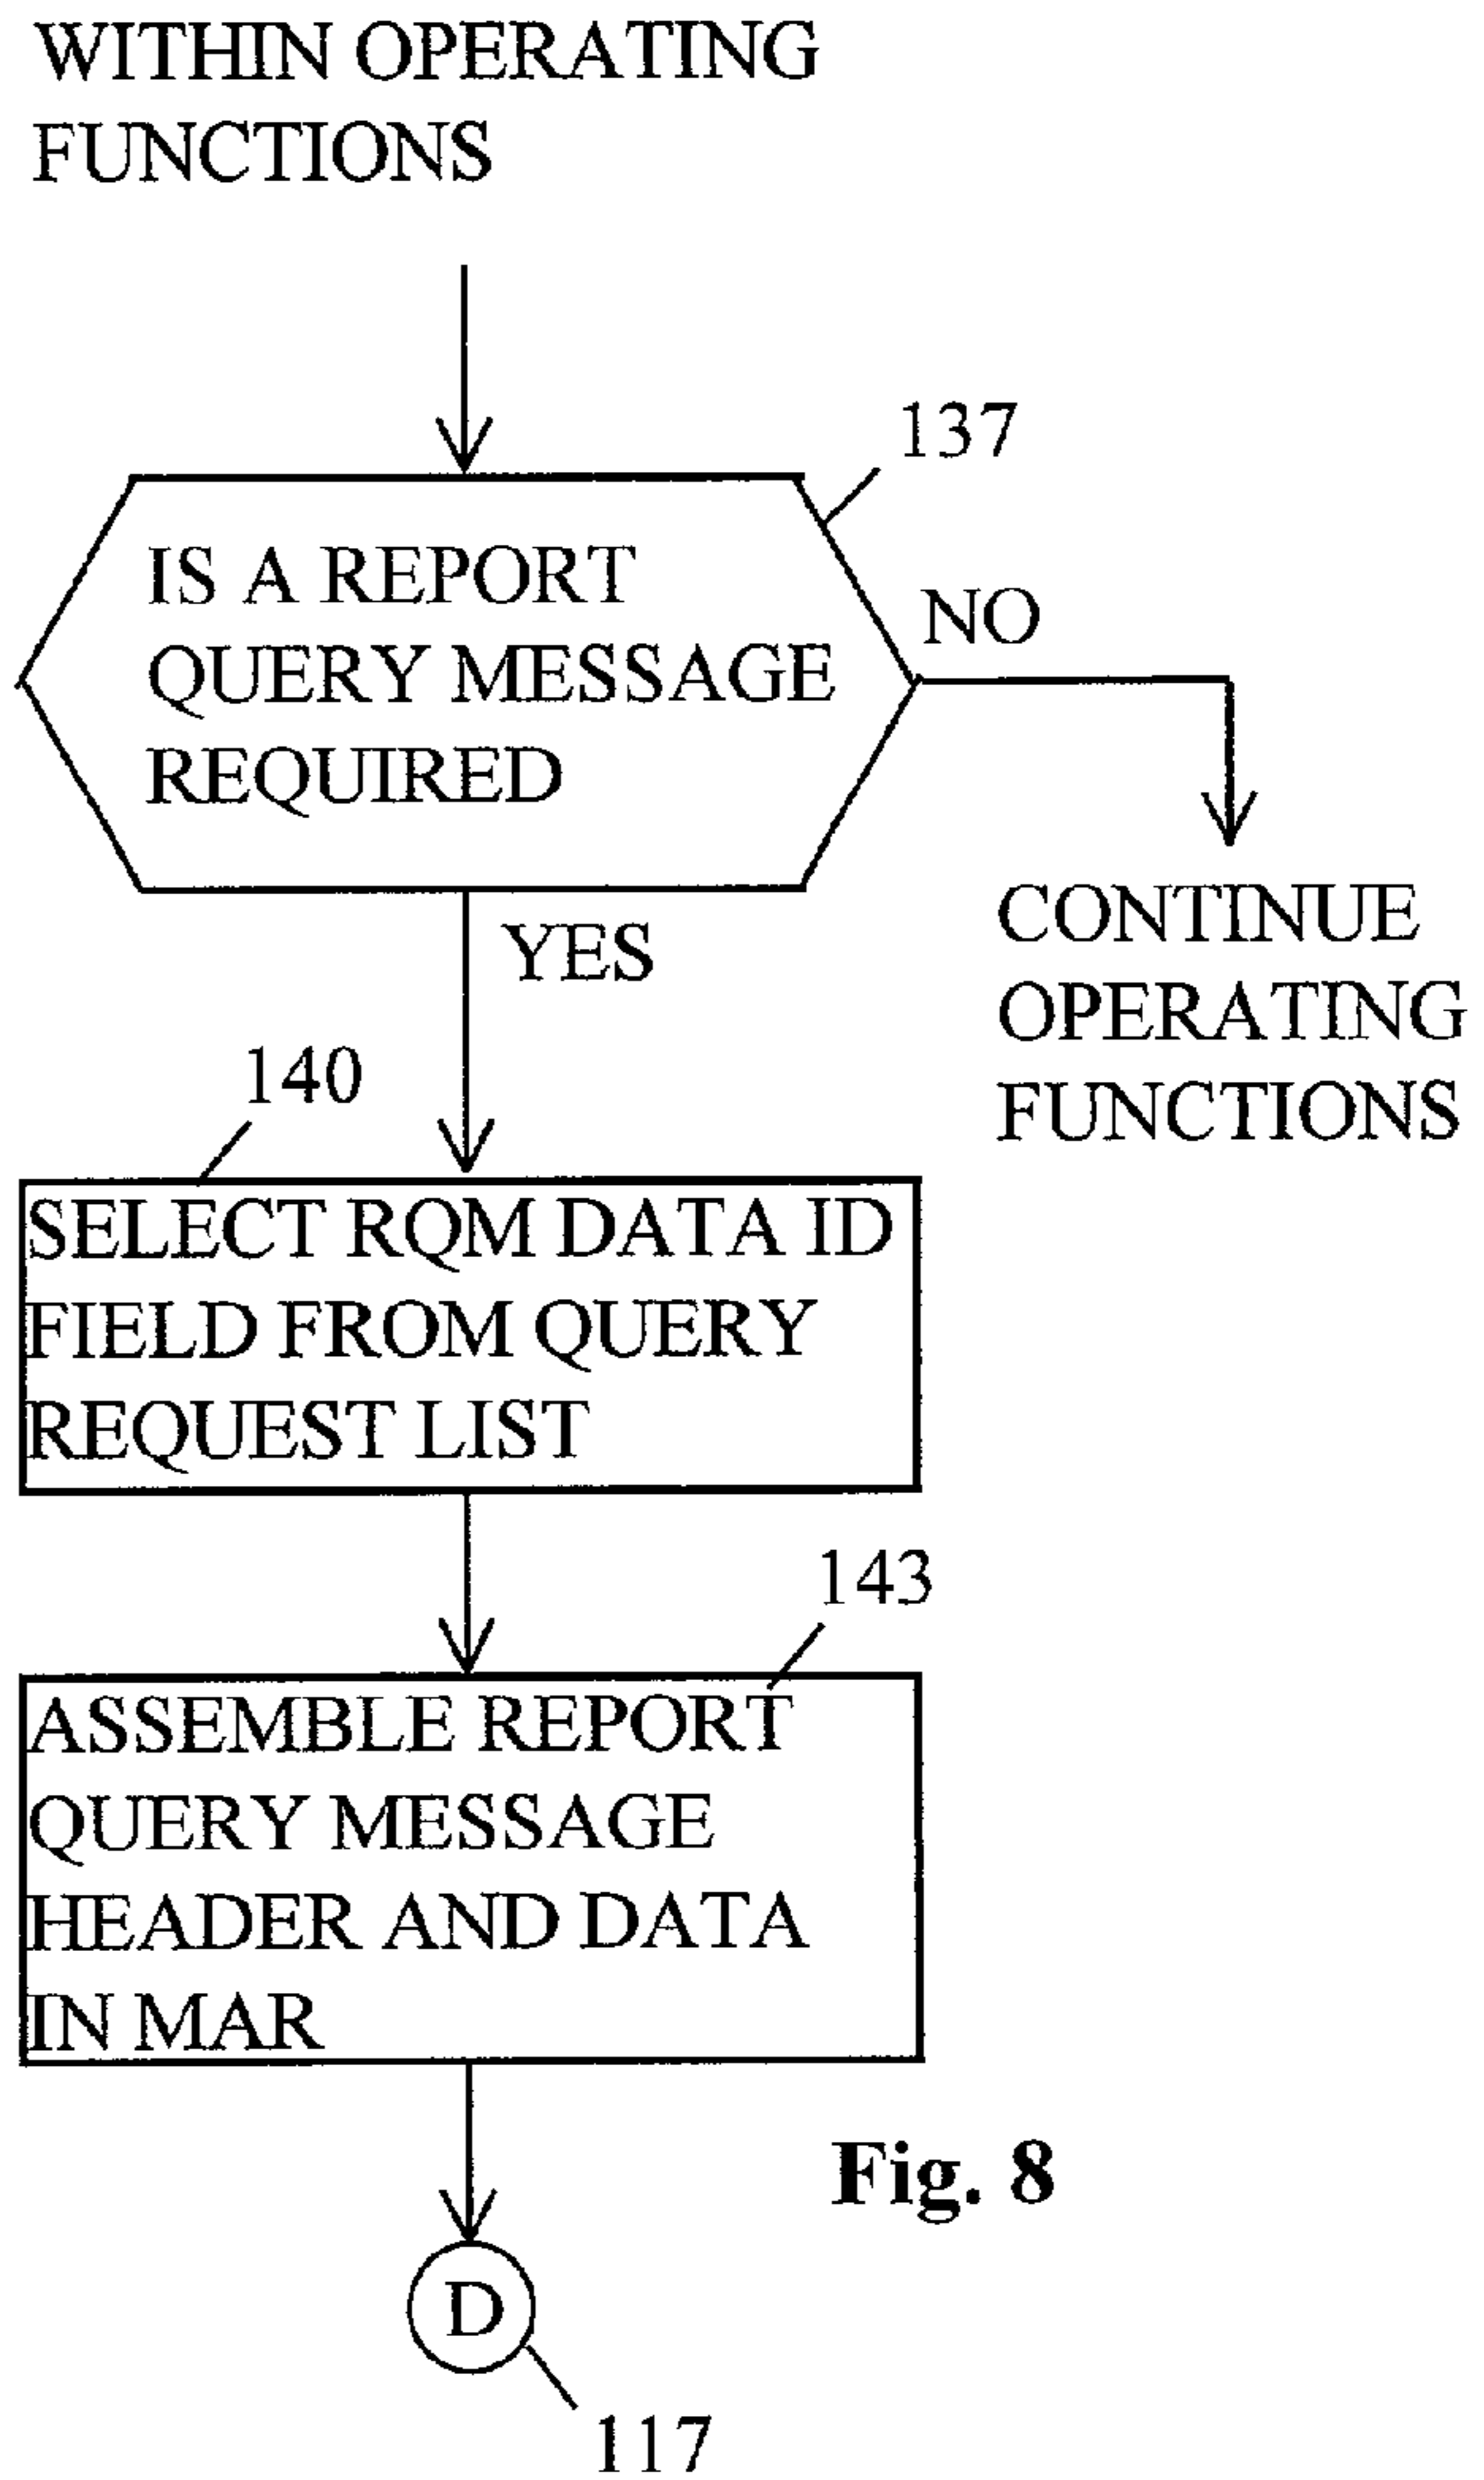 WITHIN OPERATING
FUNCTIONS
137
IS A REPORT
QUERY MESSAGE
REQUIRED
NO
YES
CONTINUE
OPERATING
FUNCTIONS
140
SELECT RQM DATA ID
FIELD FROM QUERY
REQUEST LIST
143
ASSEMBLE REPORT
QUERY MESSAGE
HEADER AND DATA
IN MAR
Fig. 8
D
117